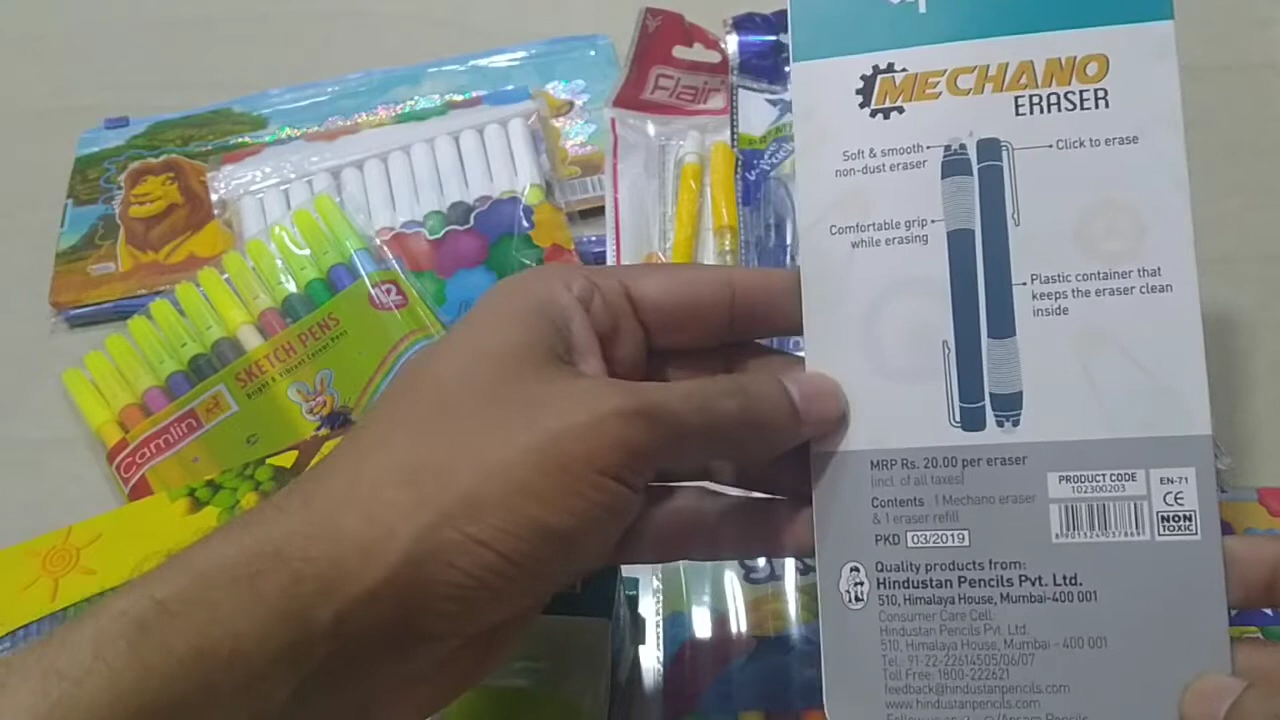 Flair
MECHANO
ERASER
Soft & smooth
non-dust eraser
Click to erase
Comfortable grip
while erasing
Plastic container that
keeps the eraser clean
inside
12
SKETCH PENS
Bright & Vibrant Colour Pens
Camlin
MRP Rs. 20.00 per eraser
(incl. of all taxes)
Contents : 1 Mechano eraser
& 1 eraser refill
PKD 03/2019
PRODUCT CODE
102300203
8 901324 037869
EN-71
CE
NON
TOXIC
Quality products from:
Hindustan Pencils Pvt. Ltd.
510, Himalaya House, Mumbai-400 001
Consumer Care Cell:
Hindustan Pencils Pvt. Ltd.
510, Himalaya House, Mumbai - 400 001
Tel.: 91-22-22614505/06/07
Toll Free: 1800-222621
feedback@hindustanpencils.com
www.hindustanpencils.com